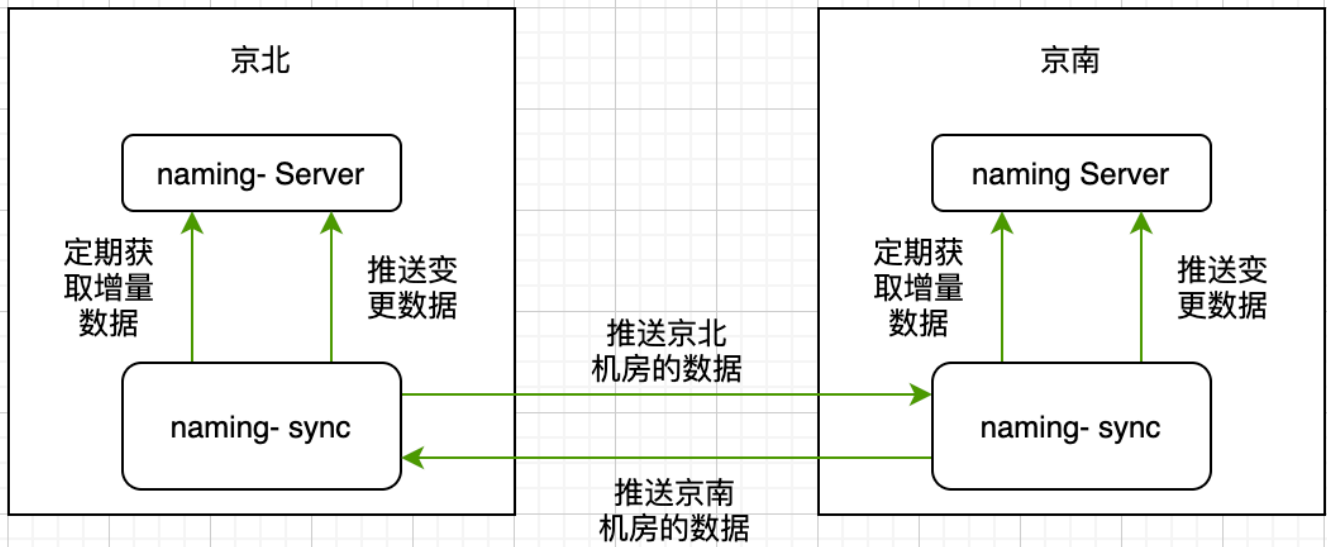 京北
naming- Server
定期获
取增量
数据
推送变
更数据
naming- sync
推送京北
机房的数据
推送京南
机房的数据
京南
naming Server
定期获
取增量
数据
推送变
更数据
naming- sync